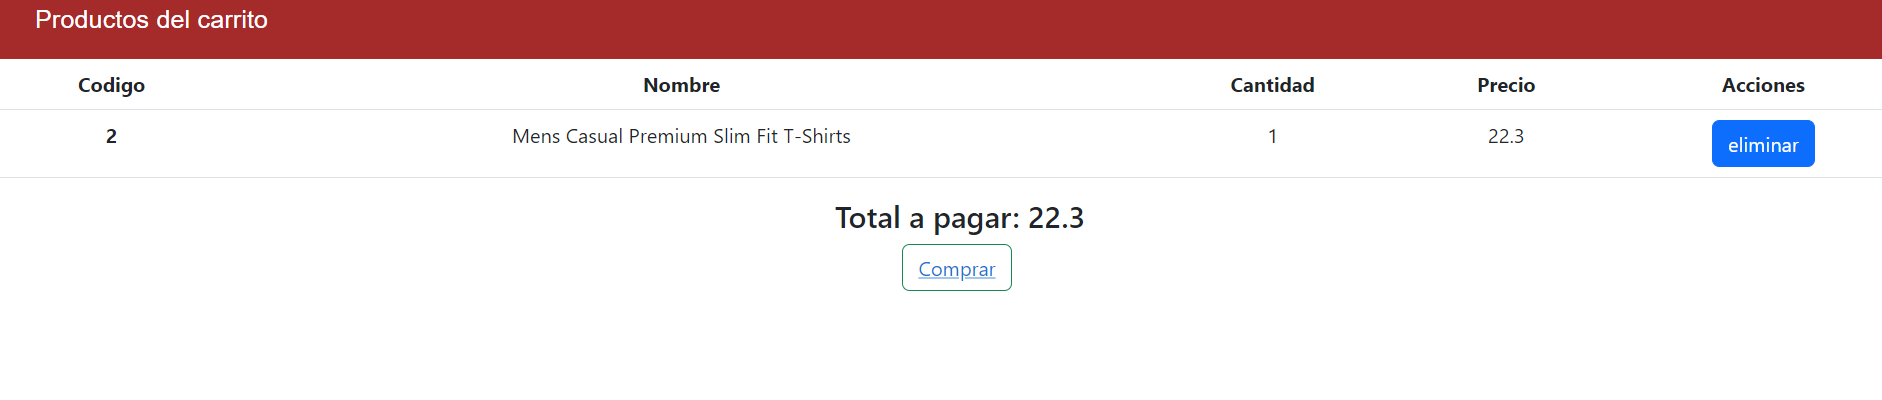 Productos del carrito
Codigo Nombre Cantidad Precio Acciones
2 Mens Casual Premium Slim Fit T-Shirts 1 22.3 eliminar
Total a pagar: 22.3
Comprar